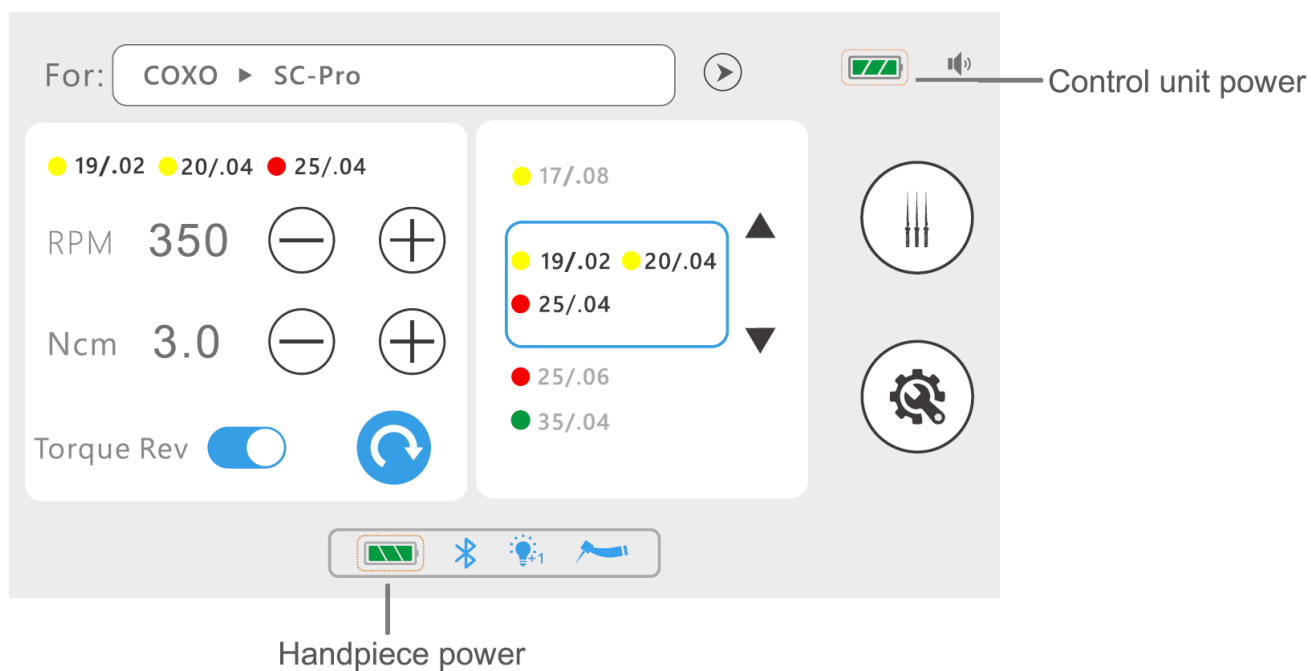 For: COXO ▶ SC-Pro
Control unit power
19/.02 20/.04 25/.04
RPM 350
Ncm 3.0
Torque Rev
17/.08
19/.02 20/.04
25/.04
25/.06
35/.04
+1
Handpiece power